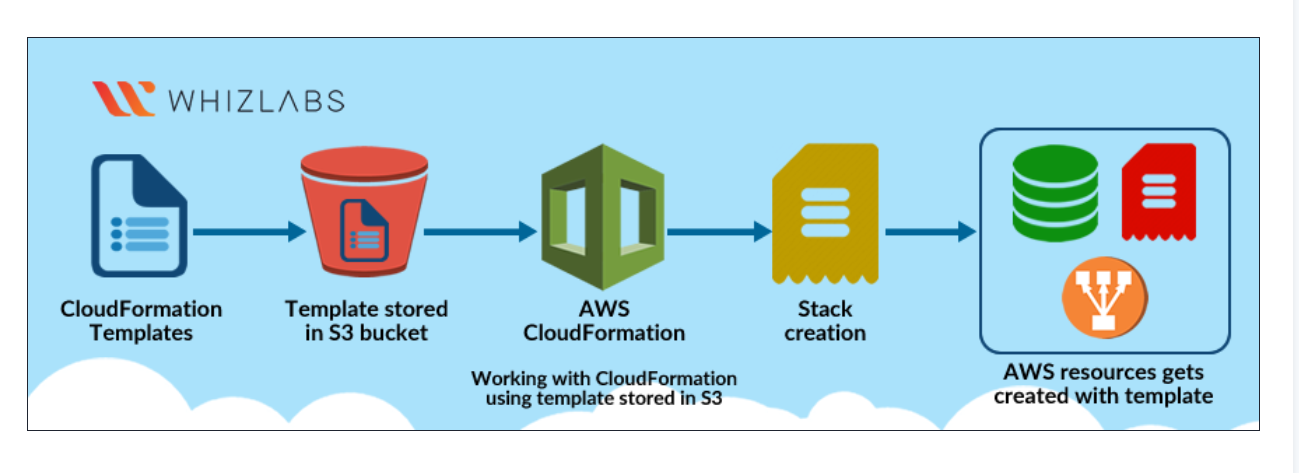 WHIZLABS
CloudFormation
Templates
Template stored
in S3 bucket
AWS
CloudFormation
Stack
creation
AWS resources gets
created with template
Working with CloudFormation
using template stored in S3